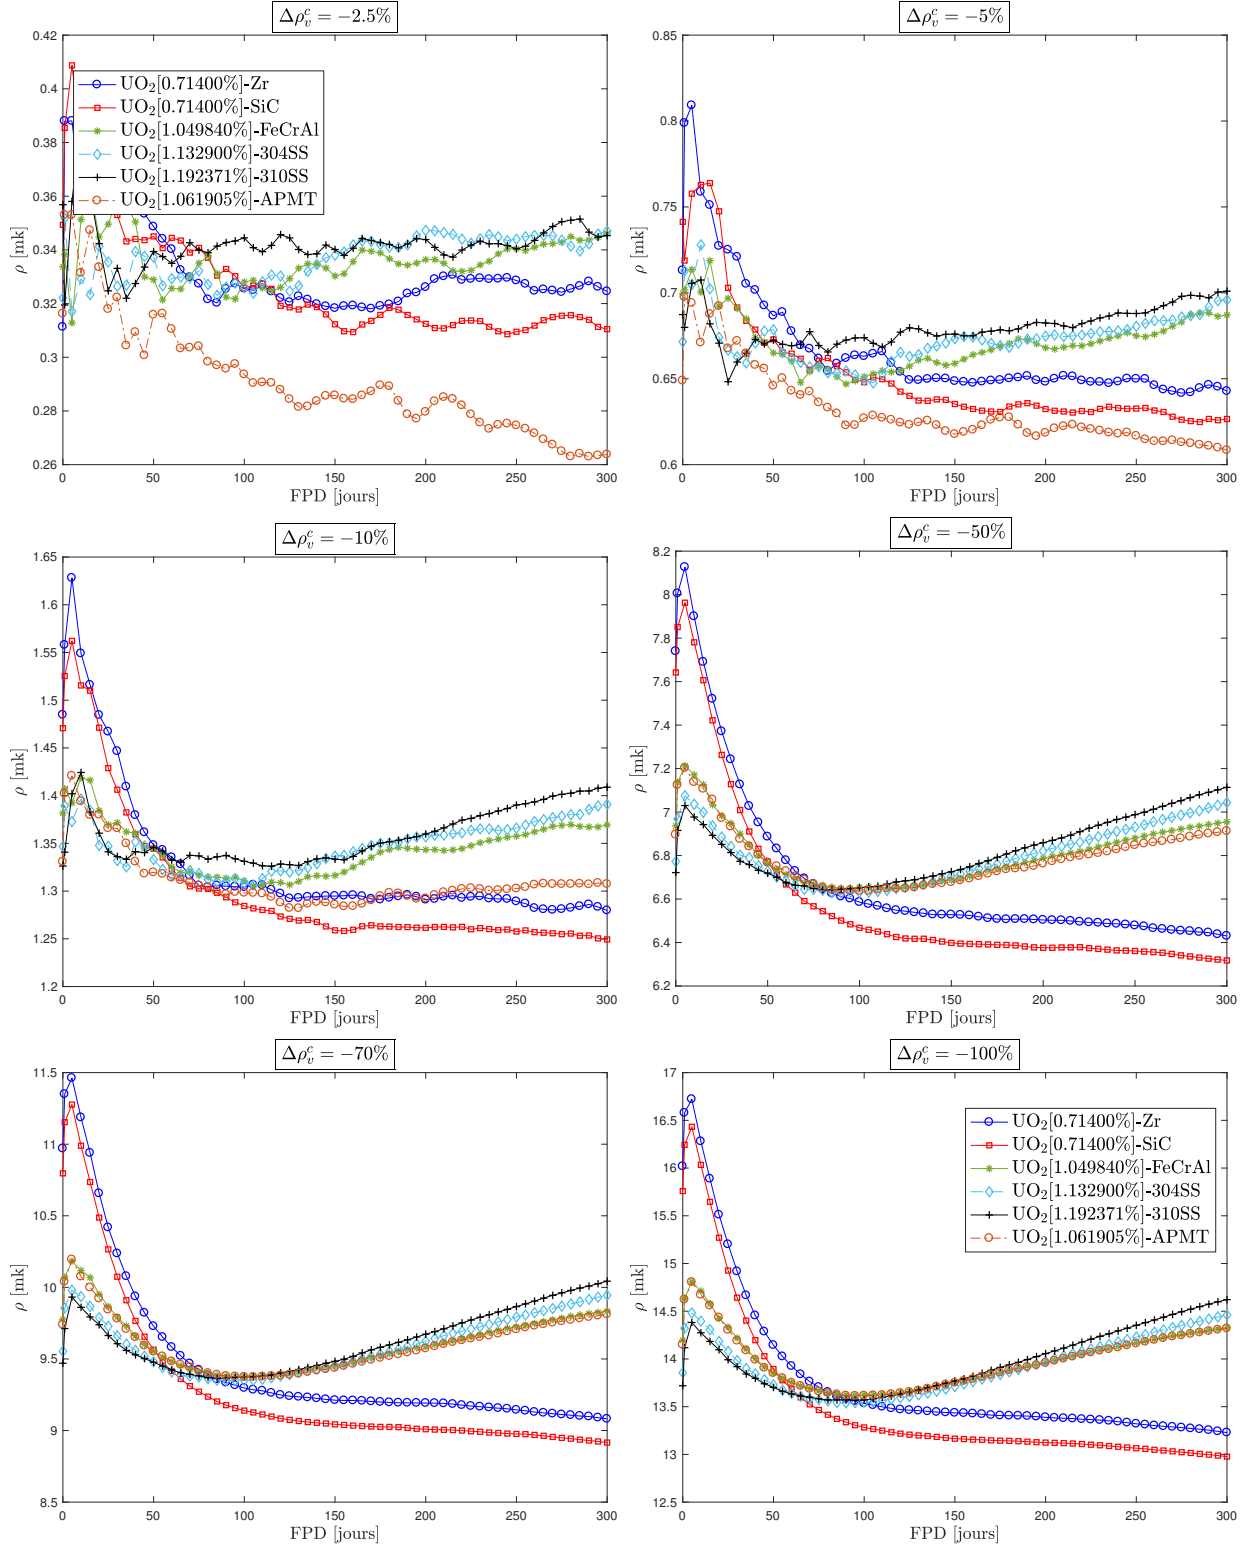 Δρ_v^c = −2.5%
0.42
0.4
0.38
0.36
0.34
0.32
0.3
0.28
0.26
ρ [mk]
UO₂[0.71400%]-Zr
UO₂[0.71400%]-SiC
UO₂[1.049840%]-FeCrAl
UO₂[1.132900%]-304SS
UO₂[1.192371%]-310SS
UO₂[1.061905%]-APMT
0 50 100 150 200 250 300
FPD [jours]
Δρ_v^c = −5%
0.85
0.8
0.75
0.7
0.65
0.6
ρ [mk]
0 50 100 150 200 250 300
FPD [jours]
Δρ_v^c = −10%
1.65
1.6
1.55
1.5
1.45
1.4
1.35
1.3
1.25
1.2
ρ [mk]
0 50 100 150 200 250 300
FPD [jours]
Δρ_v^c = −50%
8.2
8
7.8
7.6
7.4
7.2
7
6.8
6.6
6.4
6.2
ρ [mk]
0 50 100 150 200 250 300
FPD [jours]
Δρ_v^c = −70%
11.5
11
10.5
10
9.5
9
8.5
ρ [mk]
0 50 100 150 200 250 300
FPD [jours]
Δρ_v^c = −100%
17
16.5
16
15.5
15
14.5
14
13.5
13
12.5
ρ [mk]
UO₂[0.71400%]-Zr
UO₂[0.71400%]-SiC
UO₂[1.049840%]-FeCrAl
UO₂[1.132900%]-304SS
UO₂[1.192371%]-310SS
UO₂[1.061905%]-APMT
0 50 100 150 200 250 300
FPD [jours]